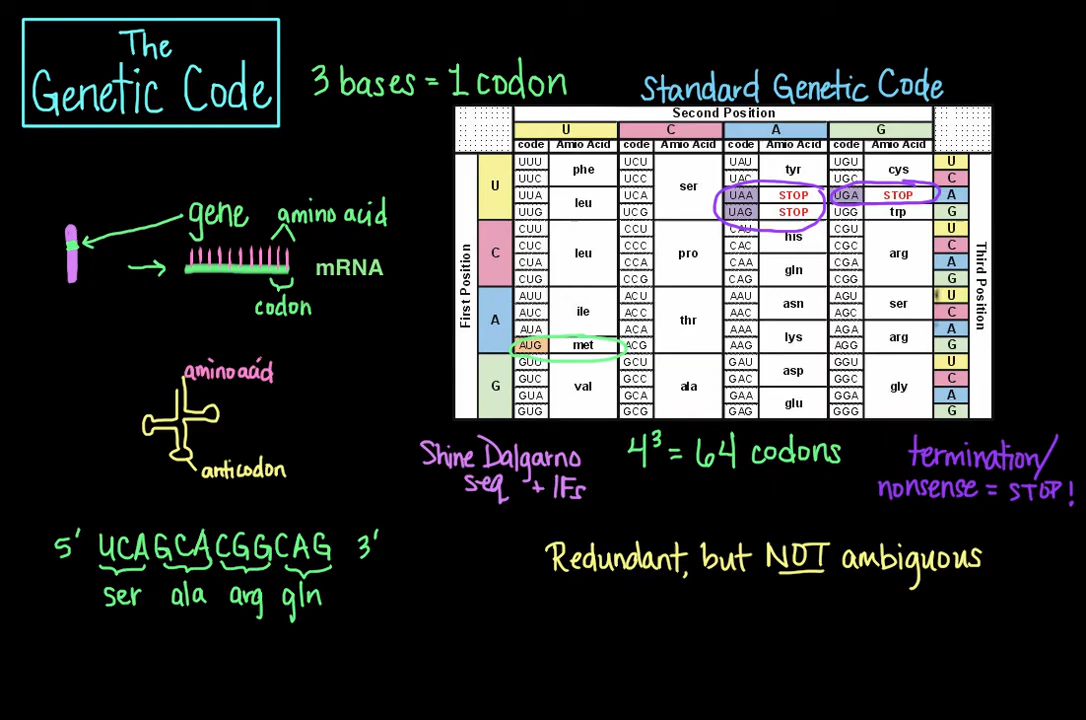 The
Genetic Code
3 bases = 1 codon
Standard Genetic Code
Second Position
U C A G
code Amio Acid code Amio Acid code Amio Acid code Amio Acid
First Position
Third Position
U
UUU phe UCU ser UAU tyr UGU cys U
UUC UCC UAC UGC C
UUA leu UCA UAA STOP UGA STOP A
UUG UCG UAG STOP UGG trp G
C
CUU leu CCU pro CAU his CGU arg U
CUC CCC CAC CGC C
CUA CCA CAA gln CGA A
CUG CCG CAG CGG G
A
AUU ile ACU thr AAU asn AGU ser U
AUC ACC AAC AGC C
AUA ACA AAA lys AGA arg A
AUG met ACG AAG AGG G
G
GUU val GCU ala GAU asp GGU gly U
GUC GCC GAC GGC C
GUA GCA GAA glu GGA A
GUG GCG GAG GGG G
gene
amino acid
mRNA
codon
amino acid
anticodon
Shine Dalgarno
seq + IFs
4³ = 64 codons
termination/
nonsense = STOP!
5' UCAGCACGGCAG 3'
ser ala arg gln
Redundant, but NOT ambiguous